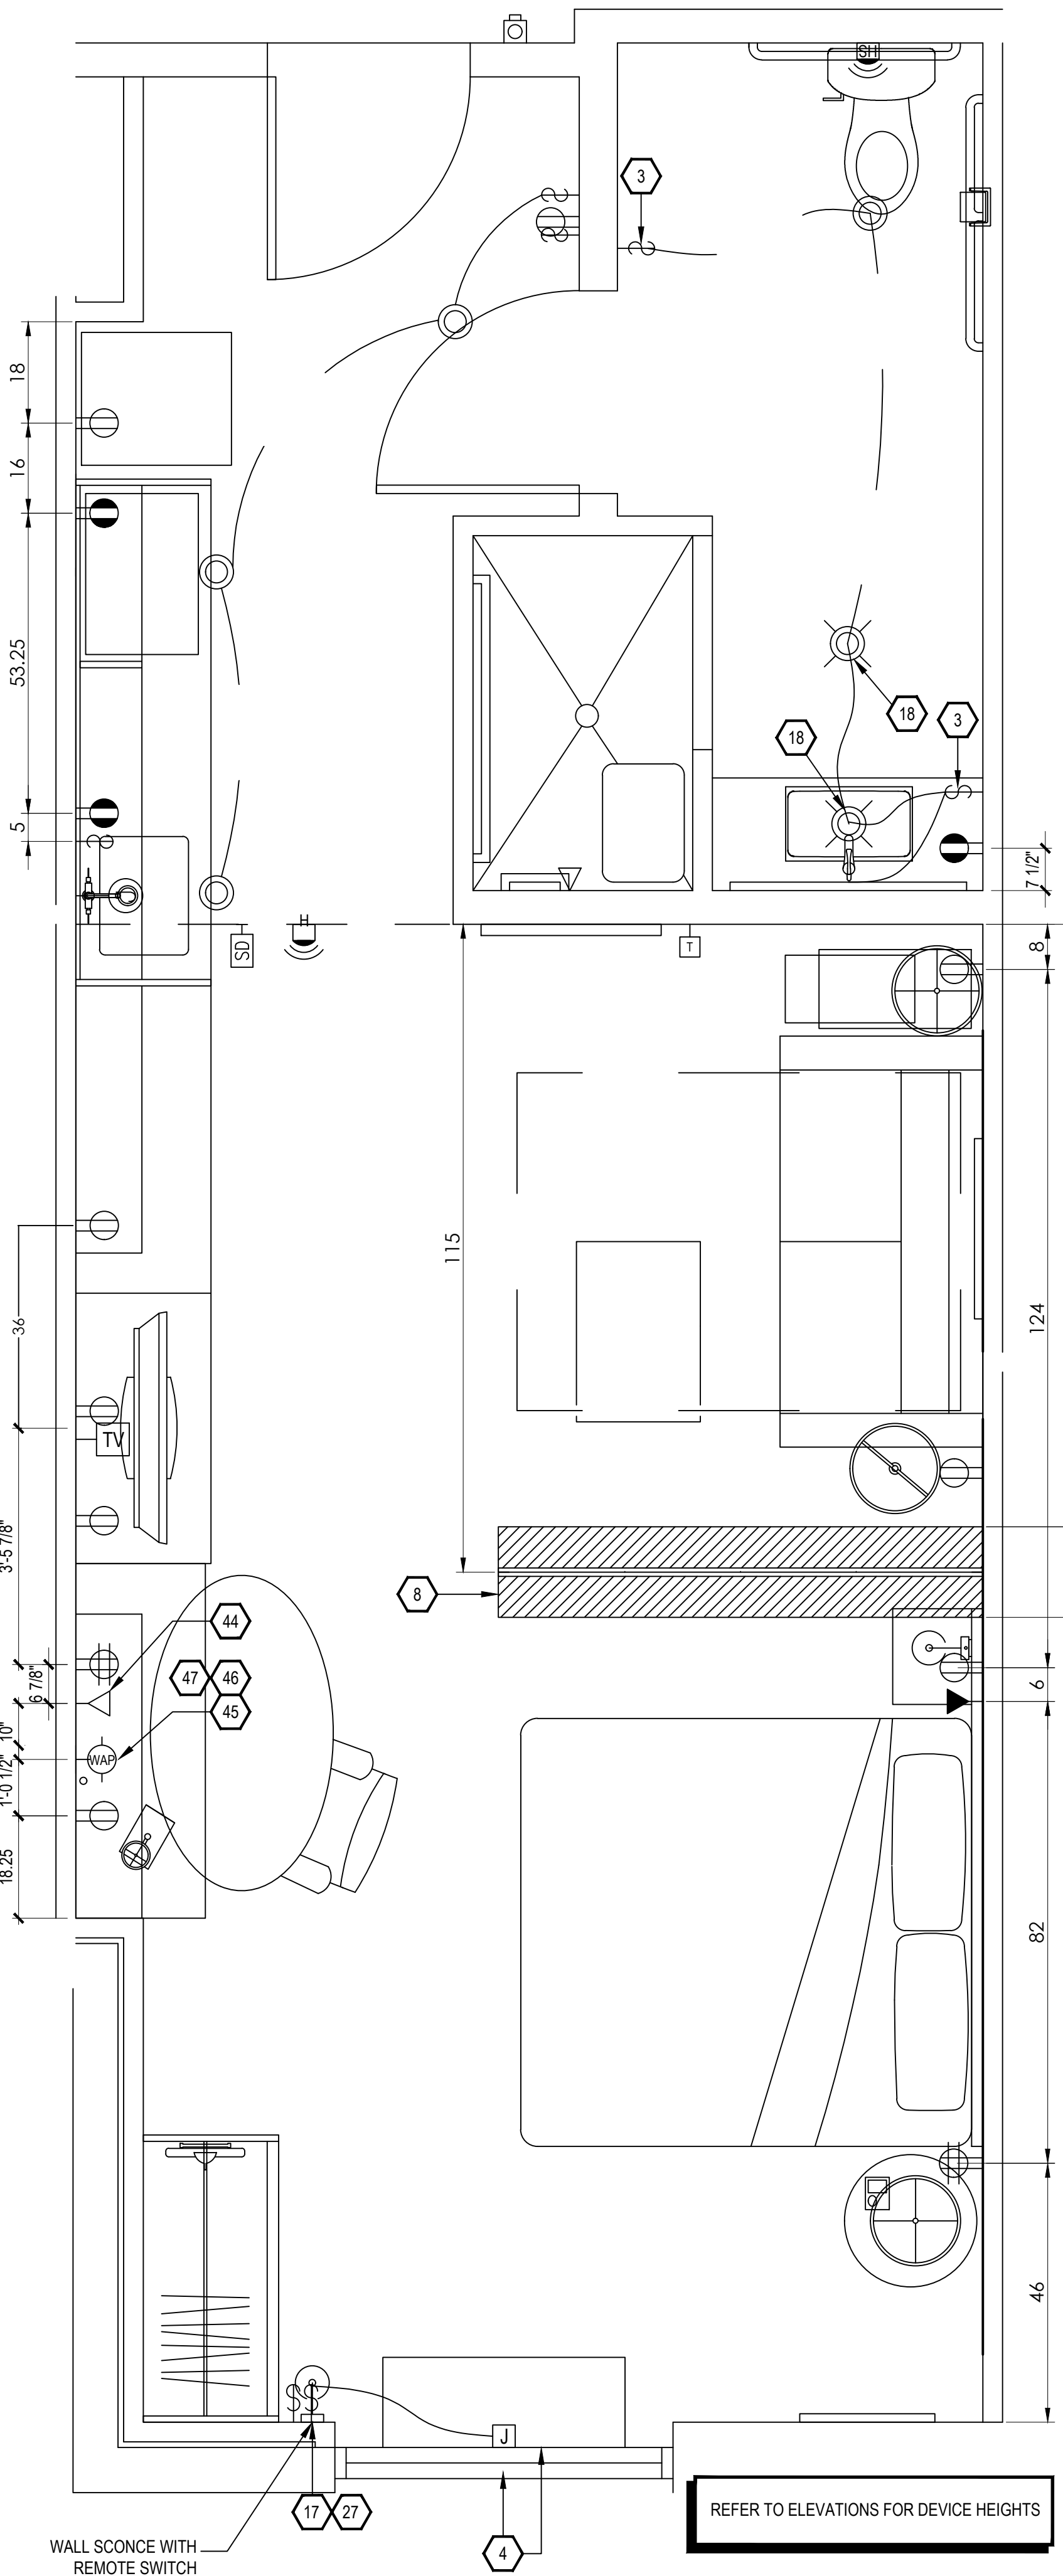 SH
3
18
16
53.25
5
18
18
3
7 1/2"
SD
H
T
8
115
124
36
TV
3'-5 7/8"
8
44
47
46
45
6 7/8"
10"
WAP
1'-0 1/2"
18.25
6
82
46
S
S
J
17
27
4
WALL SCONCE WITH
REMOTE SWITCH
REFER TO ELEVATIONS FOR DEVICE HEIGHTS